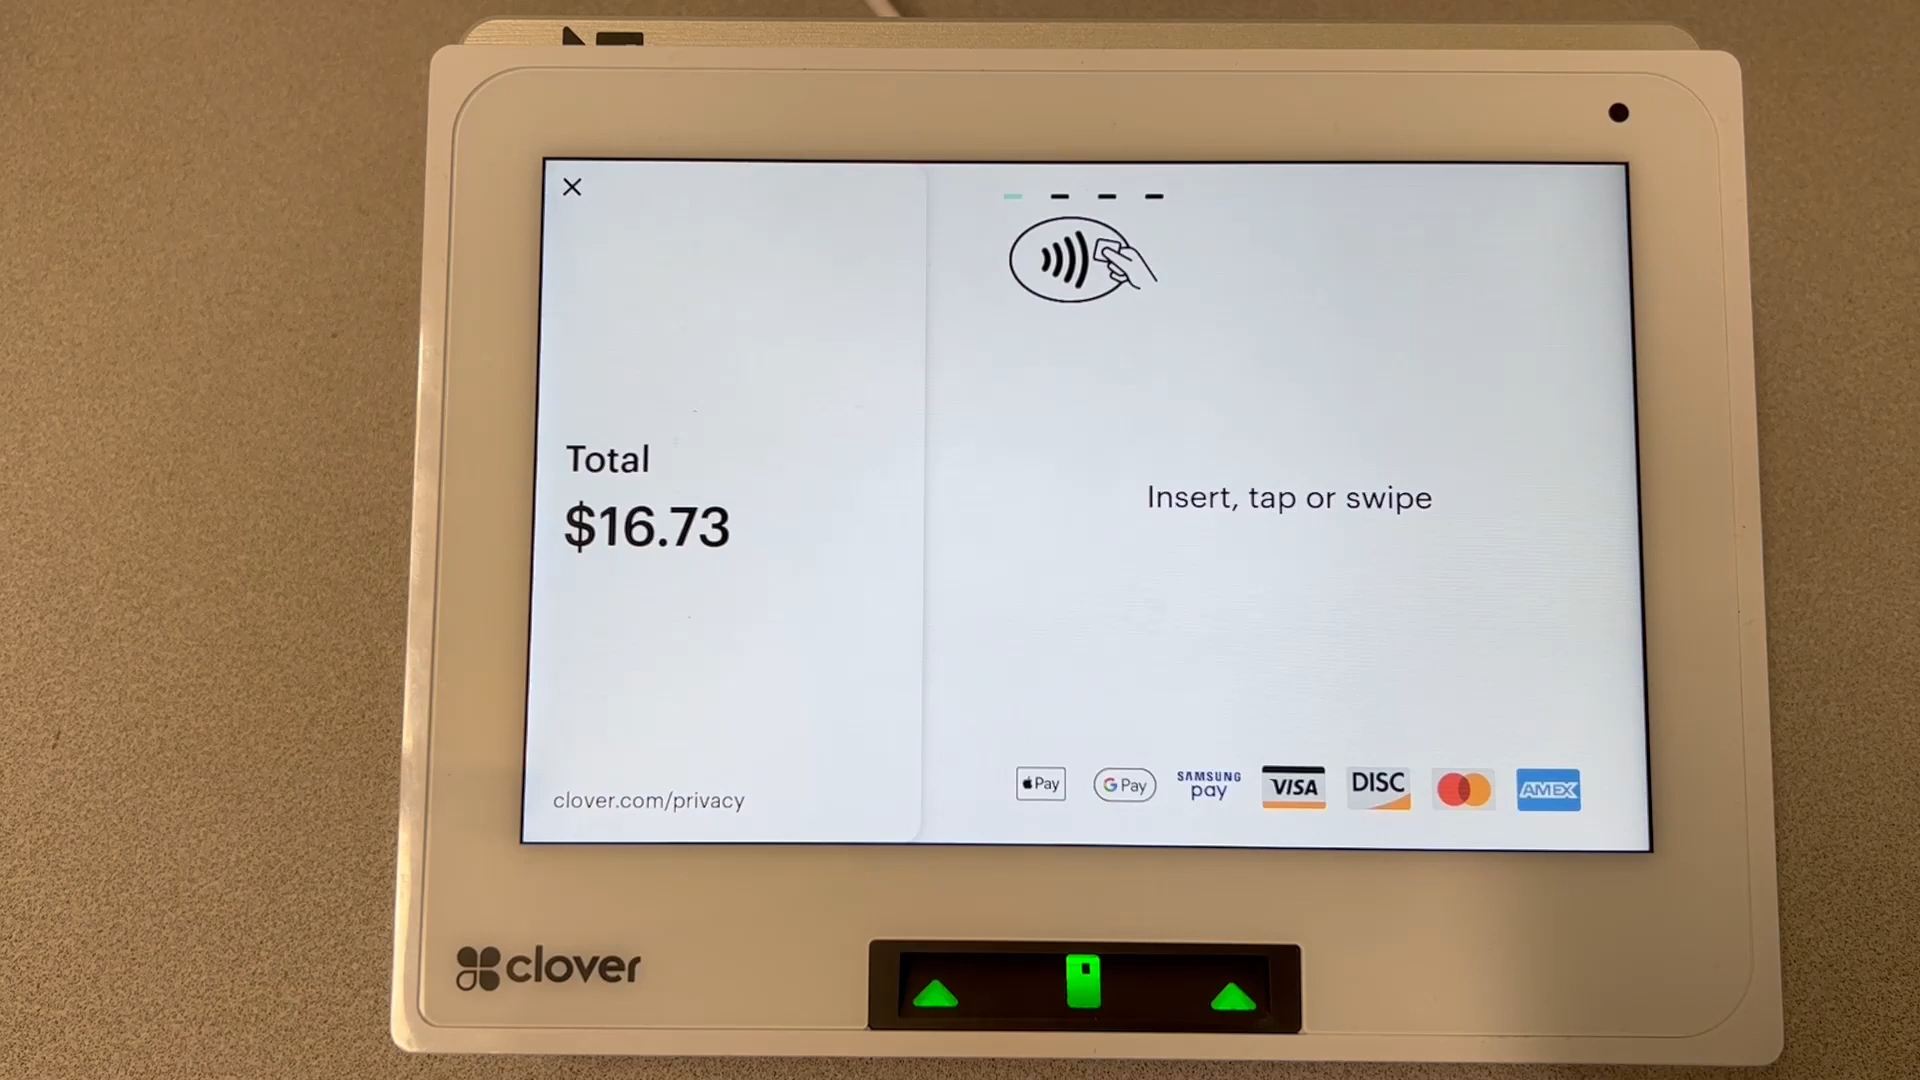 Total
$16.73
Insert, tap or swipe
clover.com/privacy
Pay
G Pay
SAMSUNG
pay
VISA
DISC
AMEX
clover